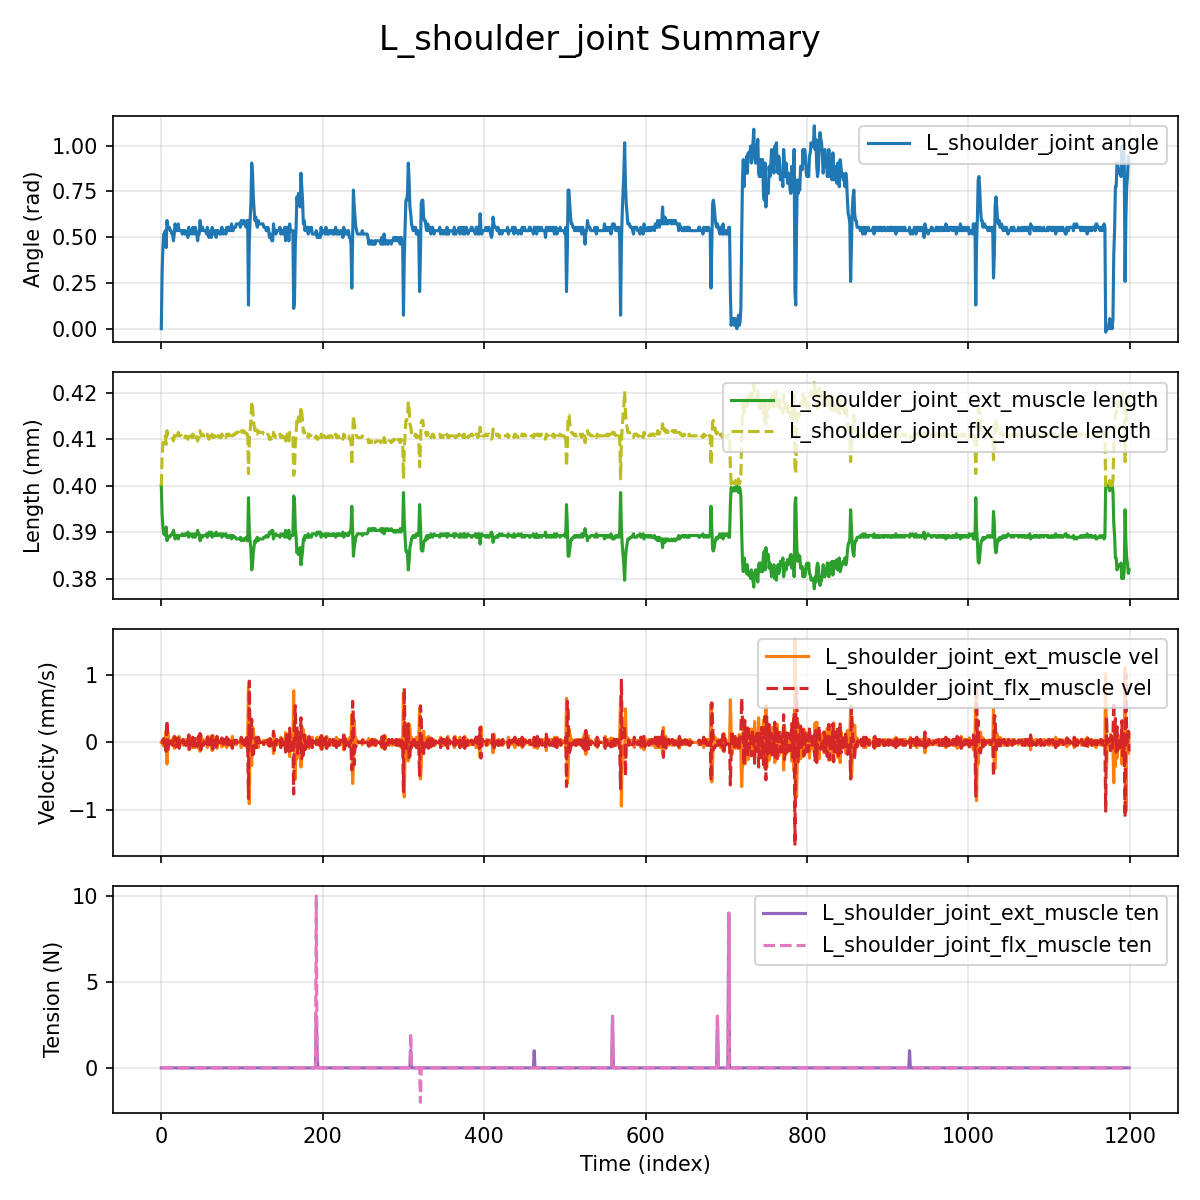 L_shoulder_joint Summary
1.00
0.75
0.50
0.25
0.00
Angle (rad)
L_shoulder_joint angle
0.42
0.41
0.40
0.39
0.38
Length (mm)
L_shoulder_joint_ext_muscle length
L_shoulder_joint_flx_muscle length
1
0
−1
Velocity (mm/s)
L_shoulder_joint_ext_muscle vel
L_shoulder_joint_flx_muscle vel
10
5
0
Tension (N)
L_shoulder_joint_ext_muscle ten
L_shoulder_joint_flx_muscle ten
0 200 400 600 800 1000 1200
Time (index)